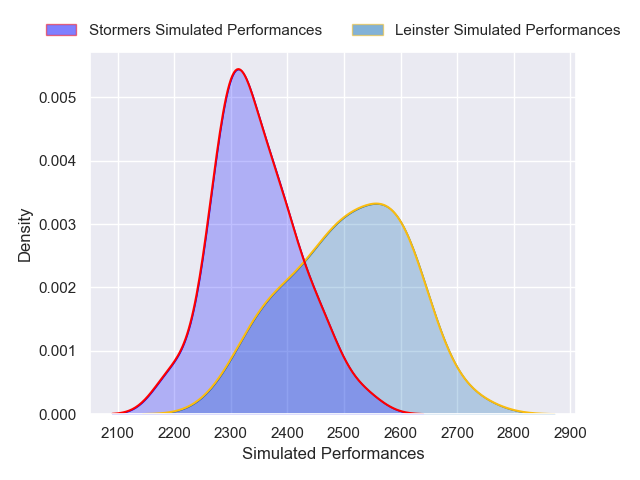 Stormers Simulated Performances Leinster Simulated Performances
0.005
0.004
0.003
0.002
0.001
0.000
Density
2100 2200 2300 2400 2500 2600 2700 2800 2900
Simulated Performances